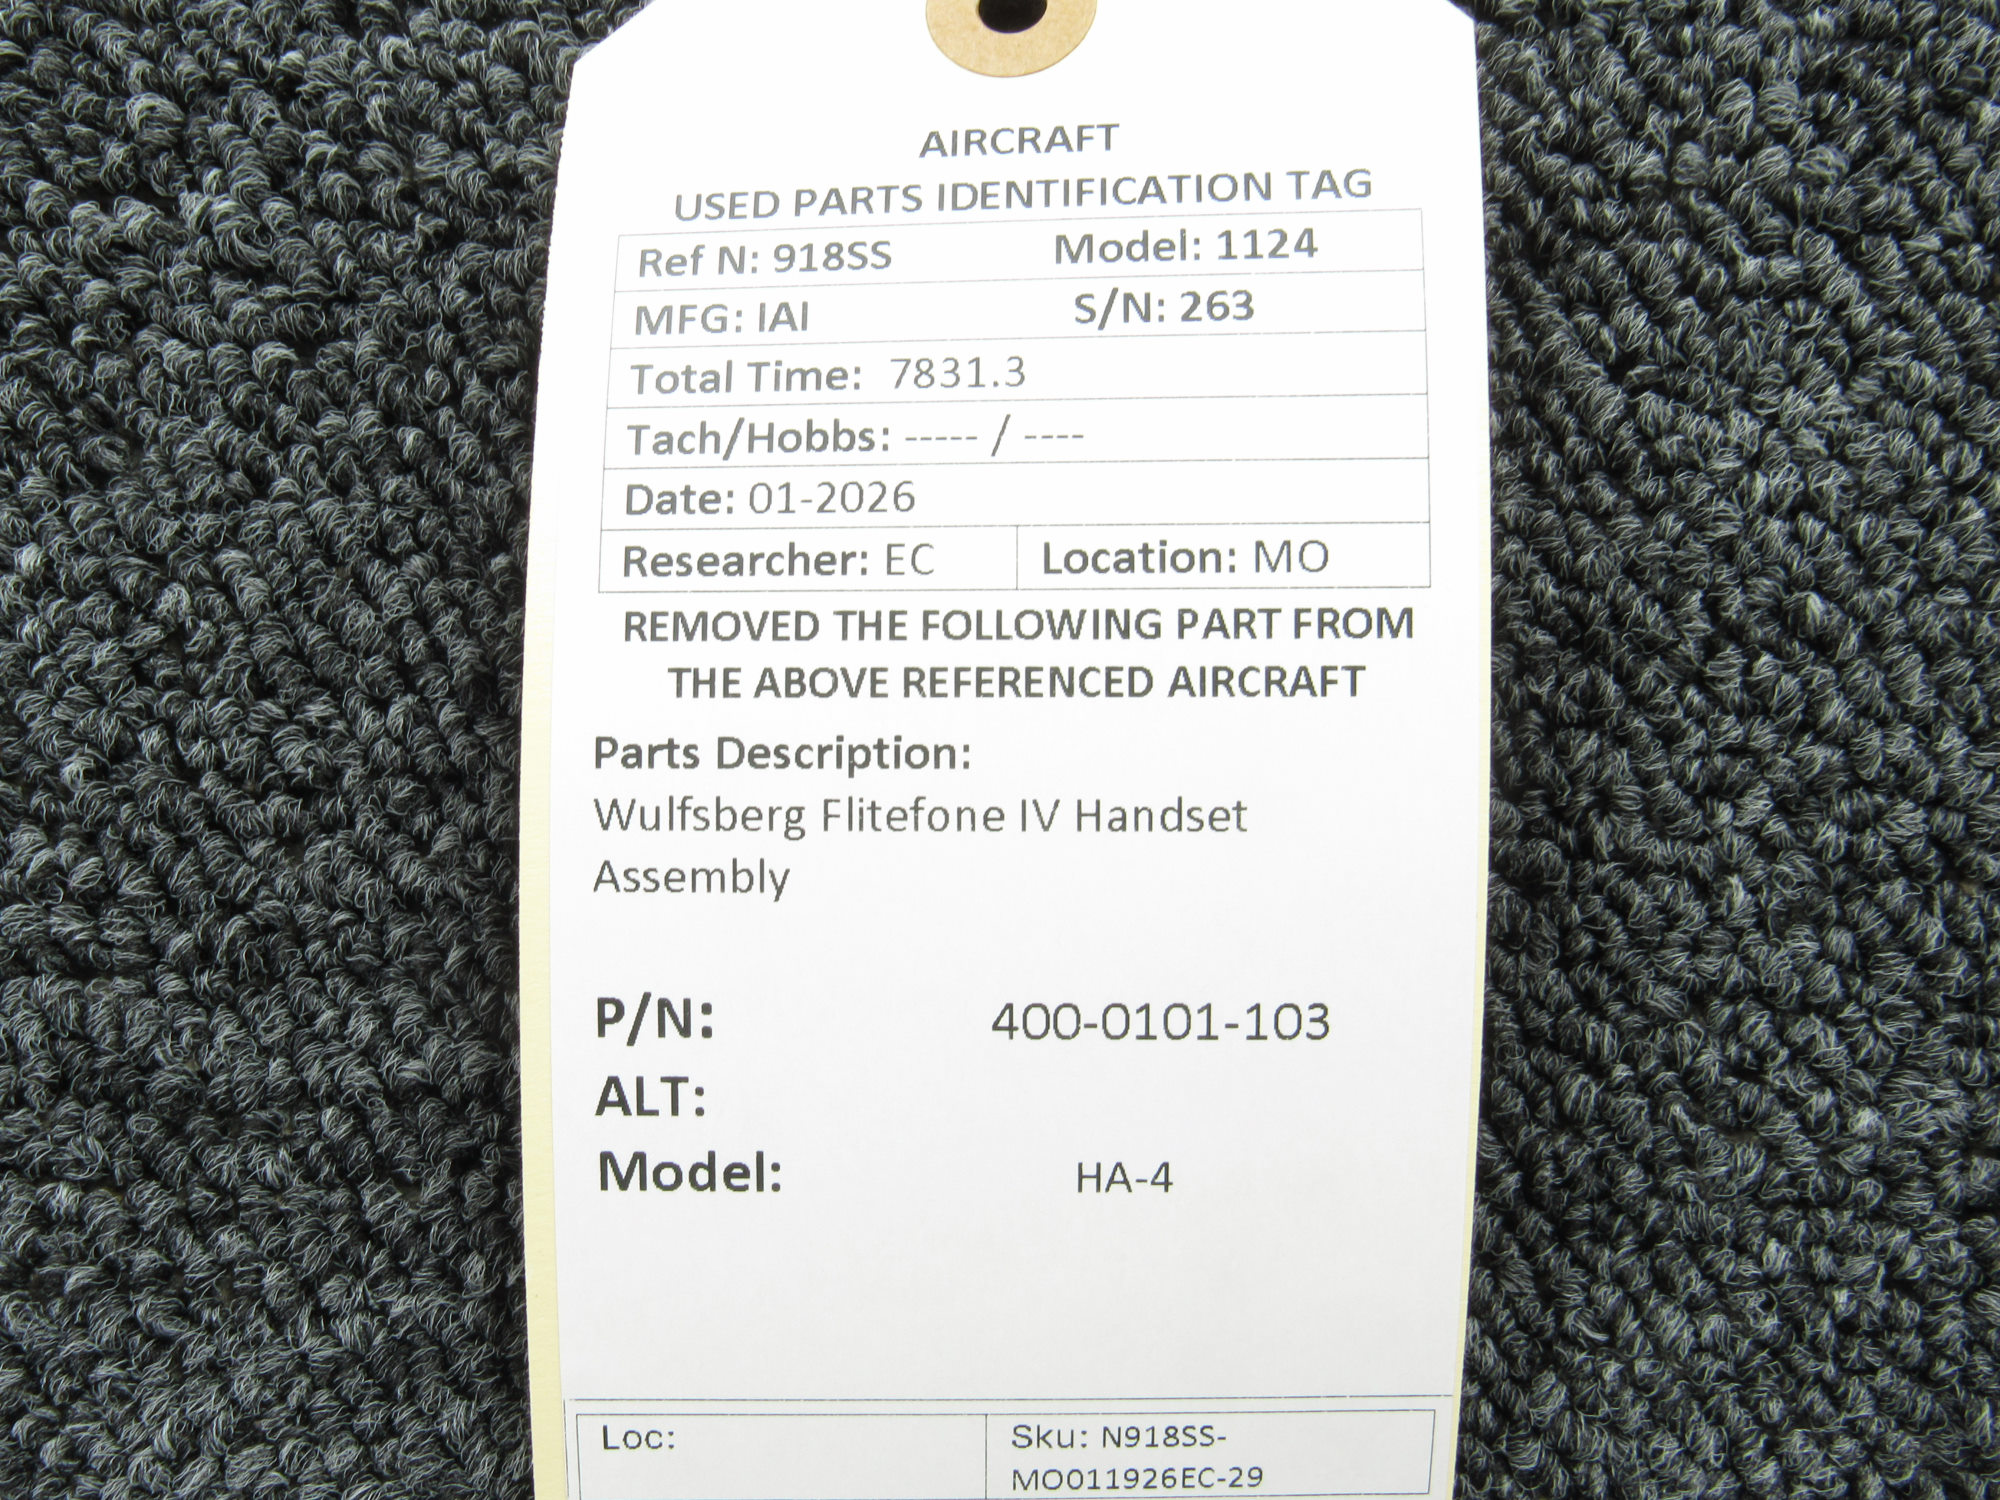 AIRCRAFT
USED PARTS IDENTIFICATION TAG
Ref N: 918SS Model: 1124
MFG: IAI S/N: 263
Total Time: 7831.3
Tach/Hobbs: ----- / ----
Date: 01-2026
Researcher: EC Location: MO
REMOVED THE FOLLOWING PART FROM
THE ABOVE REFERENCED AIRCRAFT
Parts Description:
Wulfsberg Flitefone IV Handset
Assembly
P/N: 400-0101-103
ALT:
Model: HA-4
Loc: Sku: N918SS-
MO011926EC-29